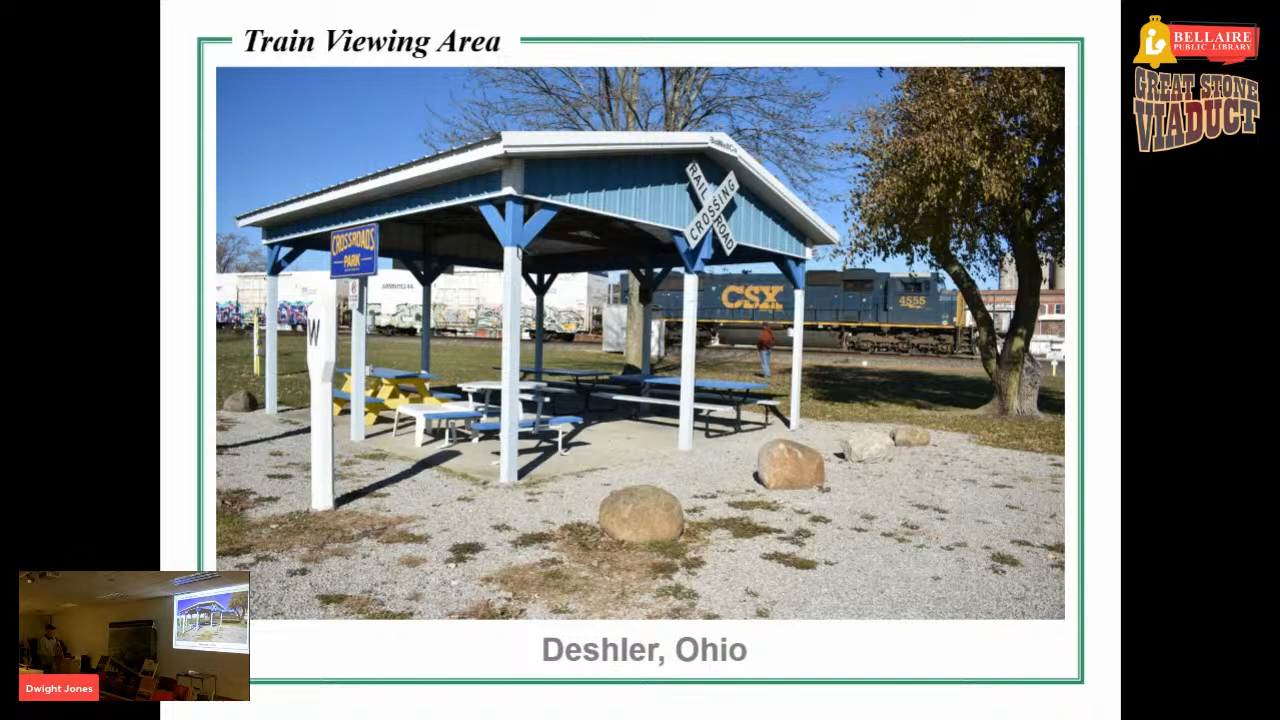 Train Viewing Area
BELLAIRE
PUBLIC LIBRARY
GREAT STONE
VIADUCT
RAIL
CROSSING
ROAD
CROSSROADS
PARK
W
CSX
4555
Deshler, Ohio
Dwight Jones